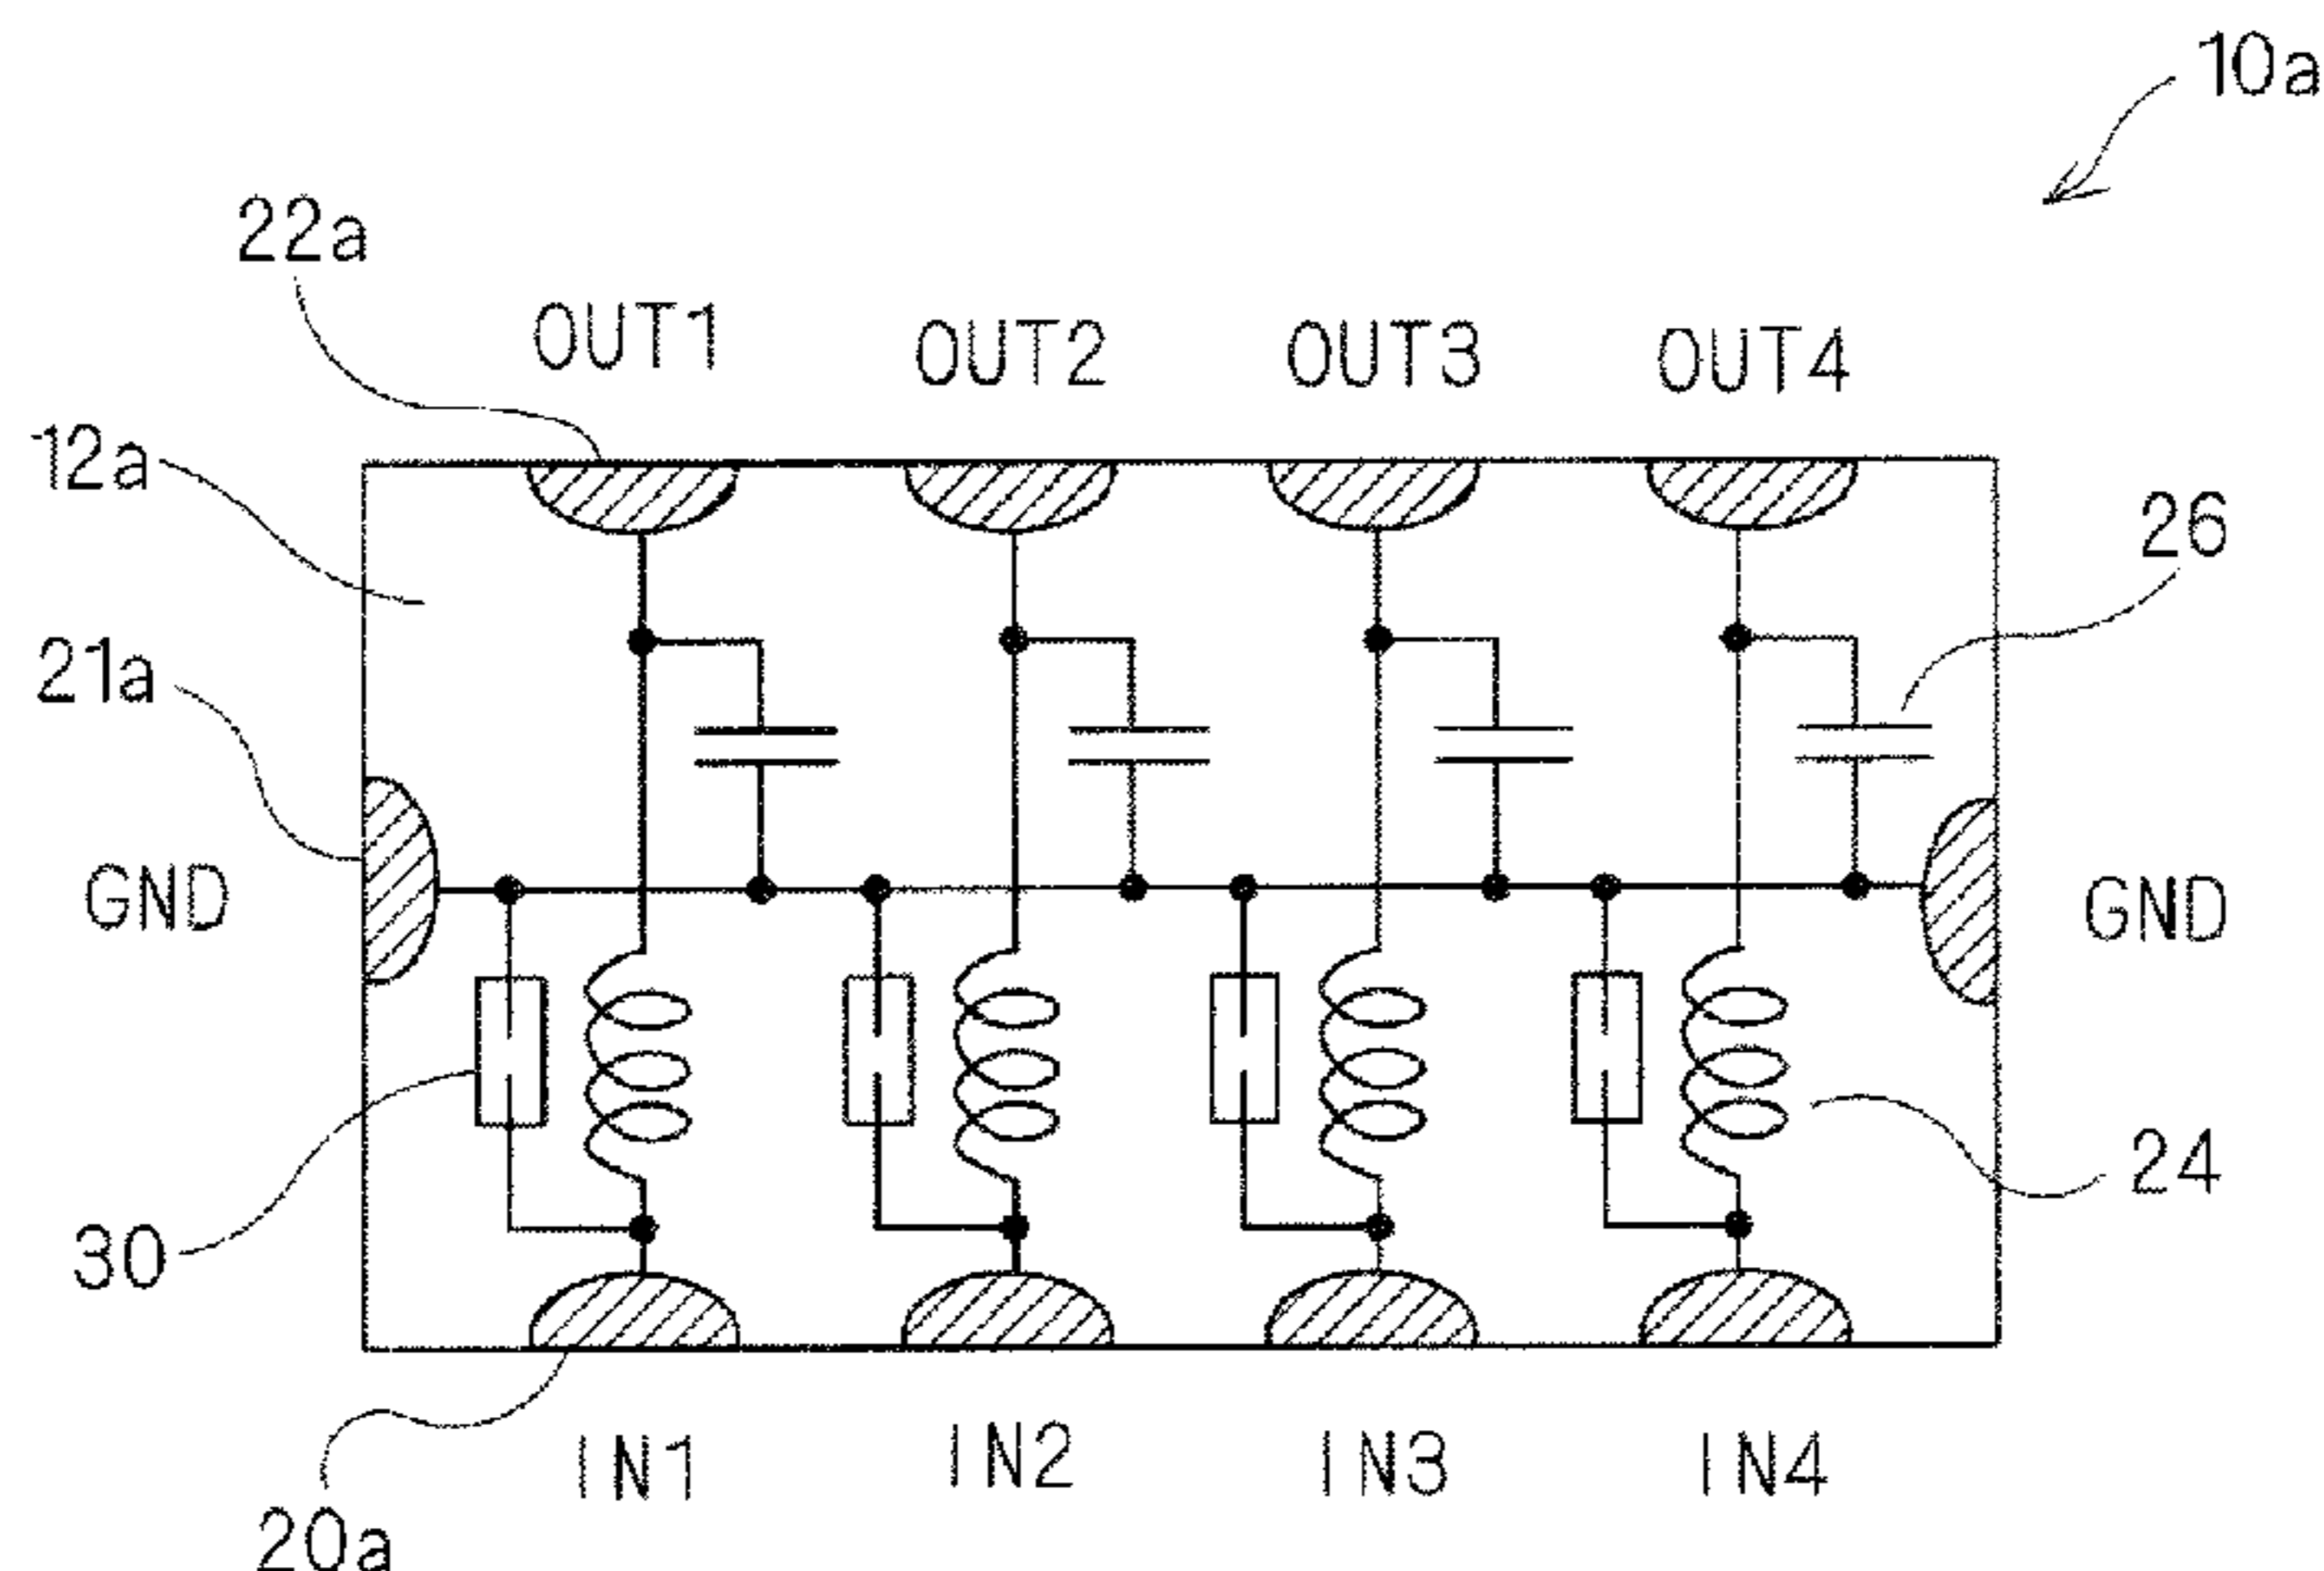 10a
22a
OUT1 OUT2 OUT3 OUT4
12a
26
21a
GND GND
24
30
IN1 IN2 IN3 IN4
20a